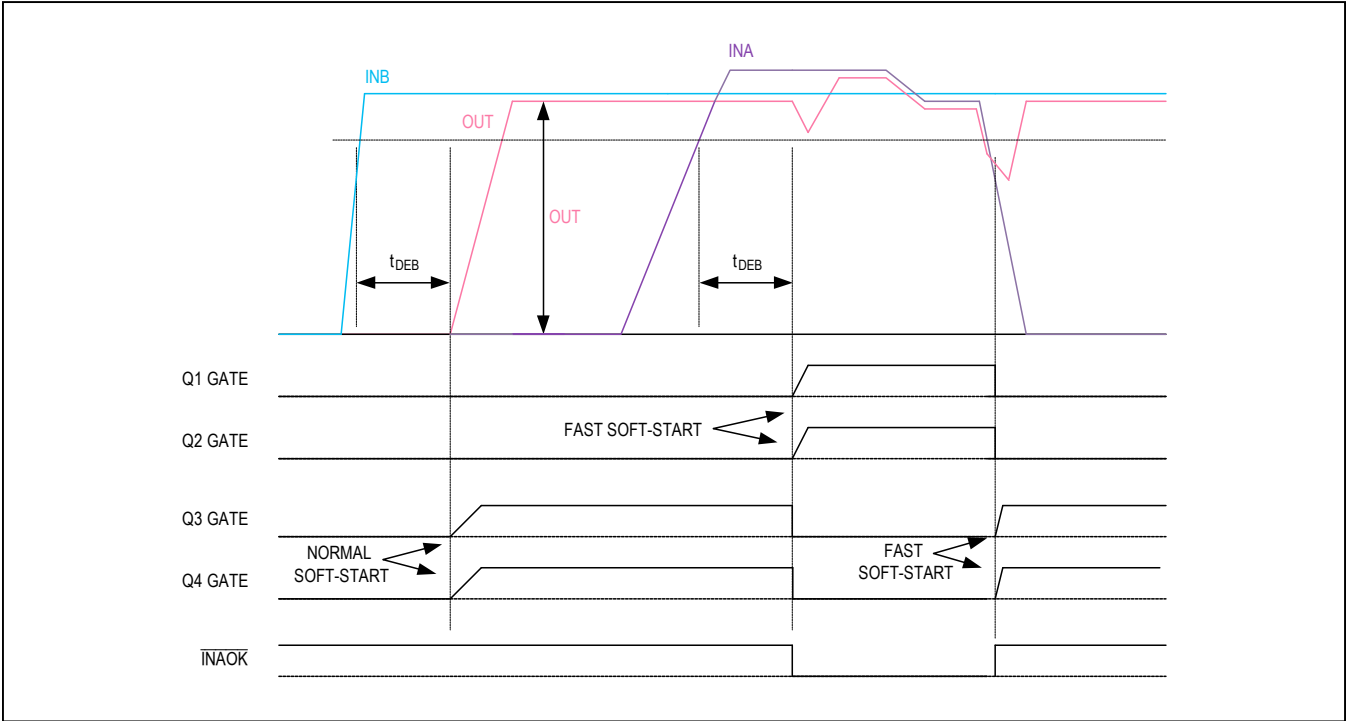 INA
INB
OUT
OUT
tDEB
tDEB
Q1 GATE
FAST SOFT-START
Q2 GATE
Q3 GATE
NORMAL
SOFT-START
FAST
SOFT-START
Q4 GATE
INAOK